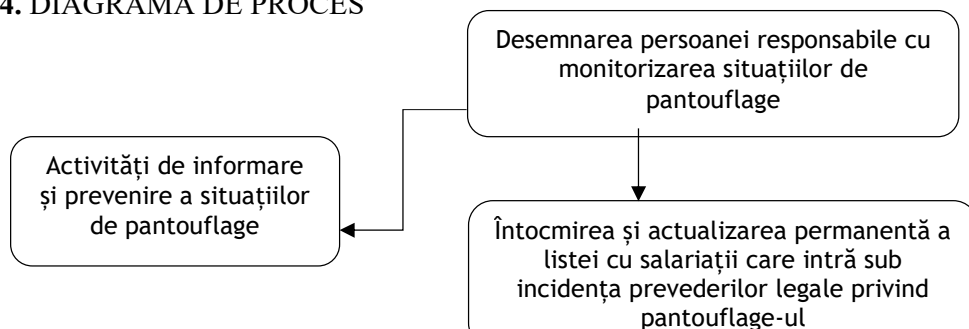 4. DIAGRAMA DE PROCES
Desemnarea persoanei responsabile cu
monitorizarea situațiilor de
pantouflage
Activități de informare
și prevenire a situațiilor
de pantouflage
Întocmirea și actualizarea permanentă a
listei cu salariații care intră sub
incidența prevederilor legale privind
pantouflage-ul